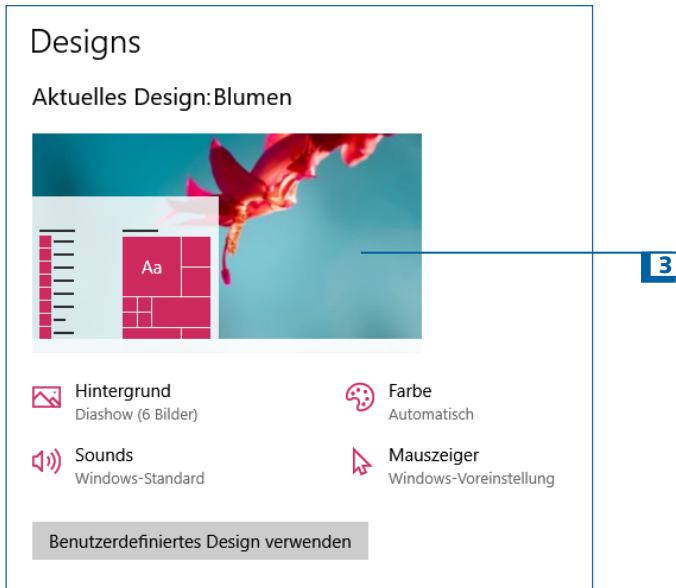 Designs
Aktuelles Design: Blumen
Aa
3
Hintergrund
Diashow (6 Bilder)
Farbe
Automatisch
Sounds
Windows-Standard
Mauszeiger
Windows-Voreinstellung
Benutzerdefiniertes Design verwenden